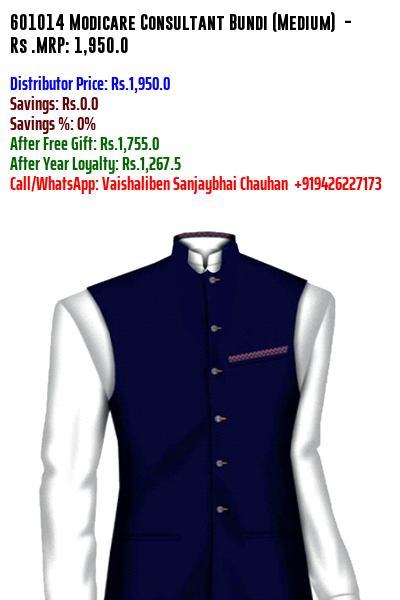 601014 Modicare Consultant Bundi (Medium)  -
Rs .MRP: 1,950.0
Distributor Price: Rs.1,950.0
Savings: Rs.0.0
Savings %: 0%
After Free Gift: Rs.1,755.0
After Year Loyalty: Rs.1,267.5
Call/WhatsApp: Vaishaliben Sanjaybhai Chauhan  +919426227173